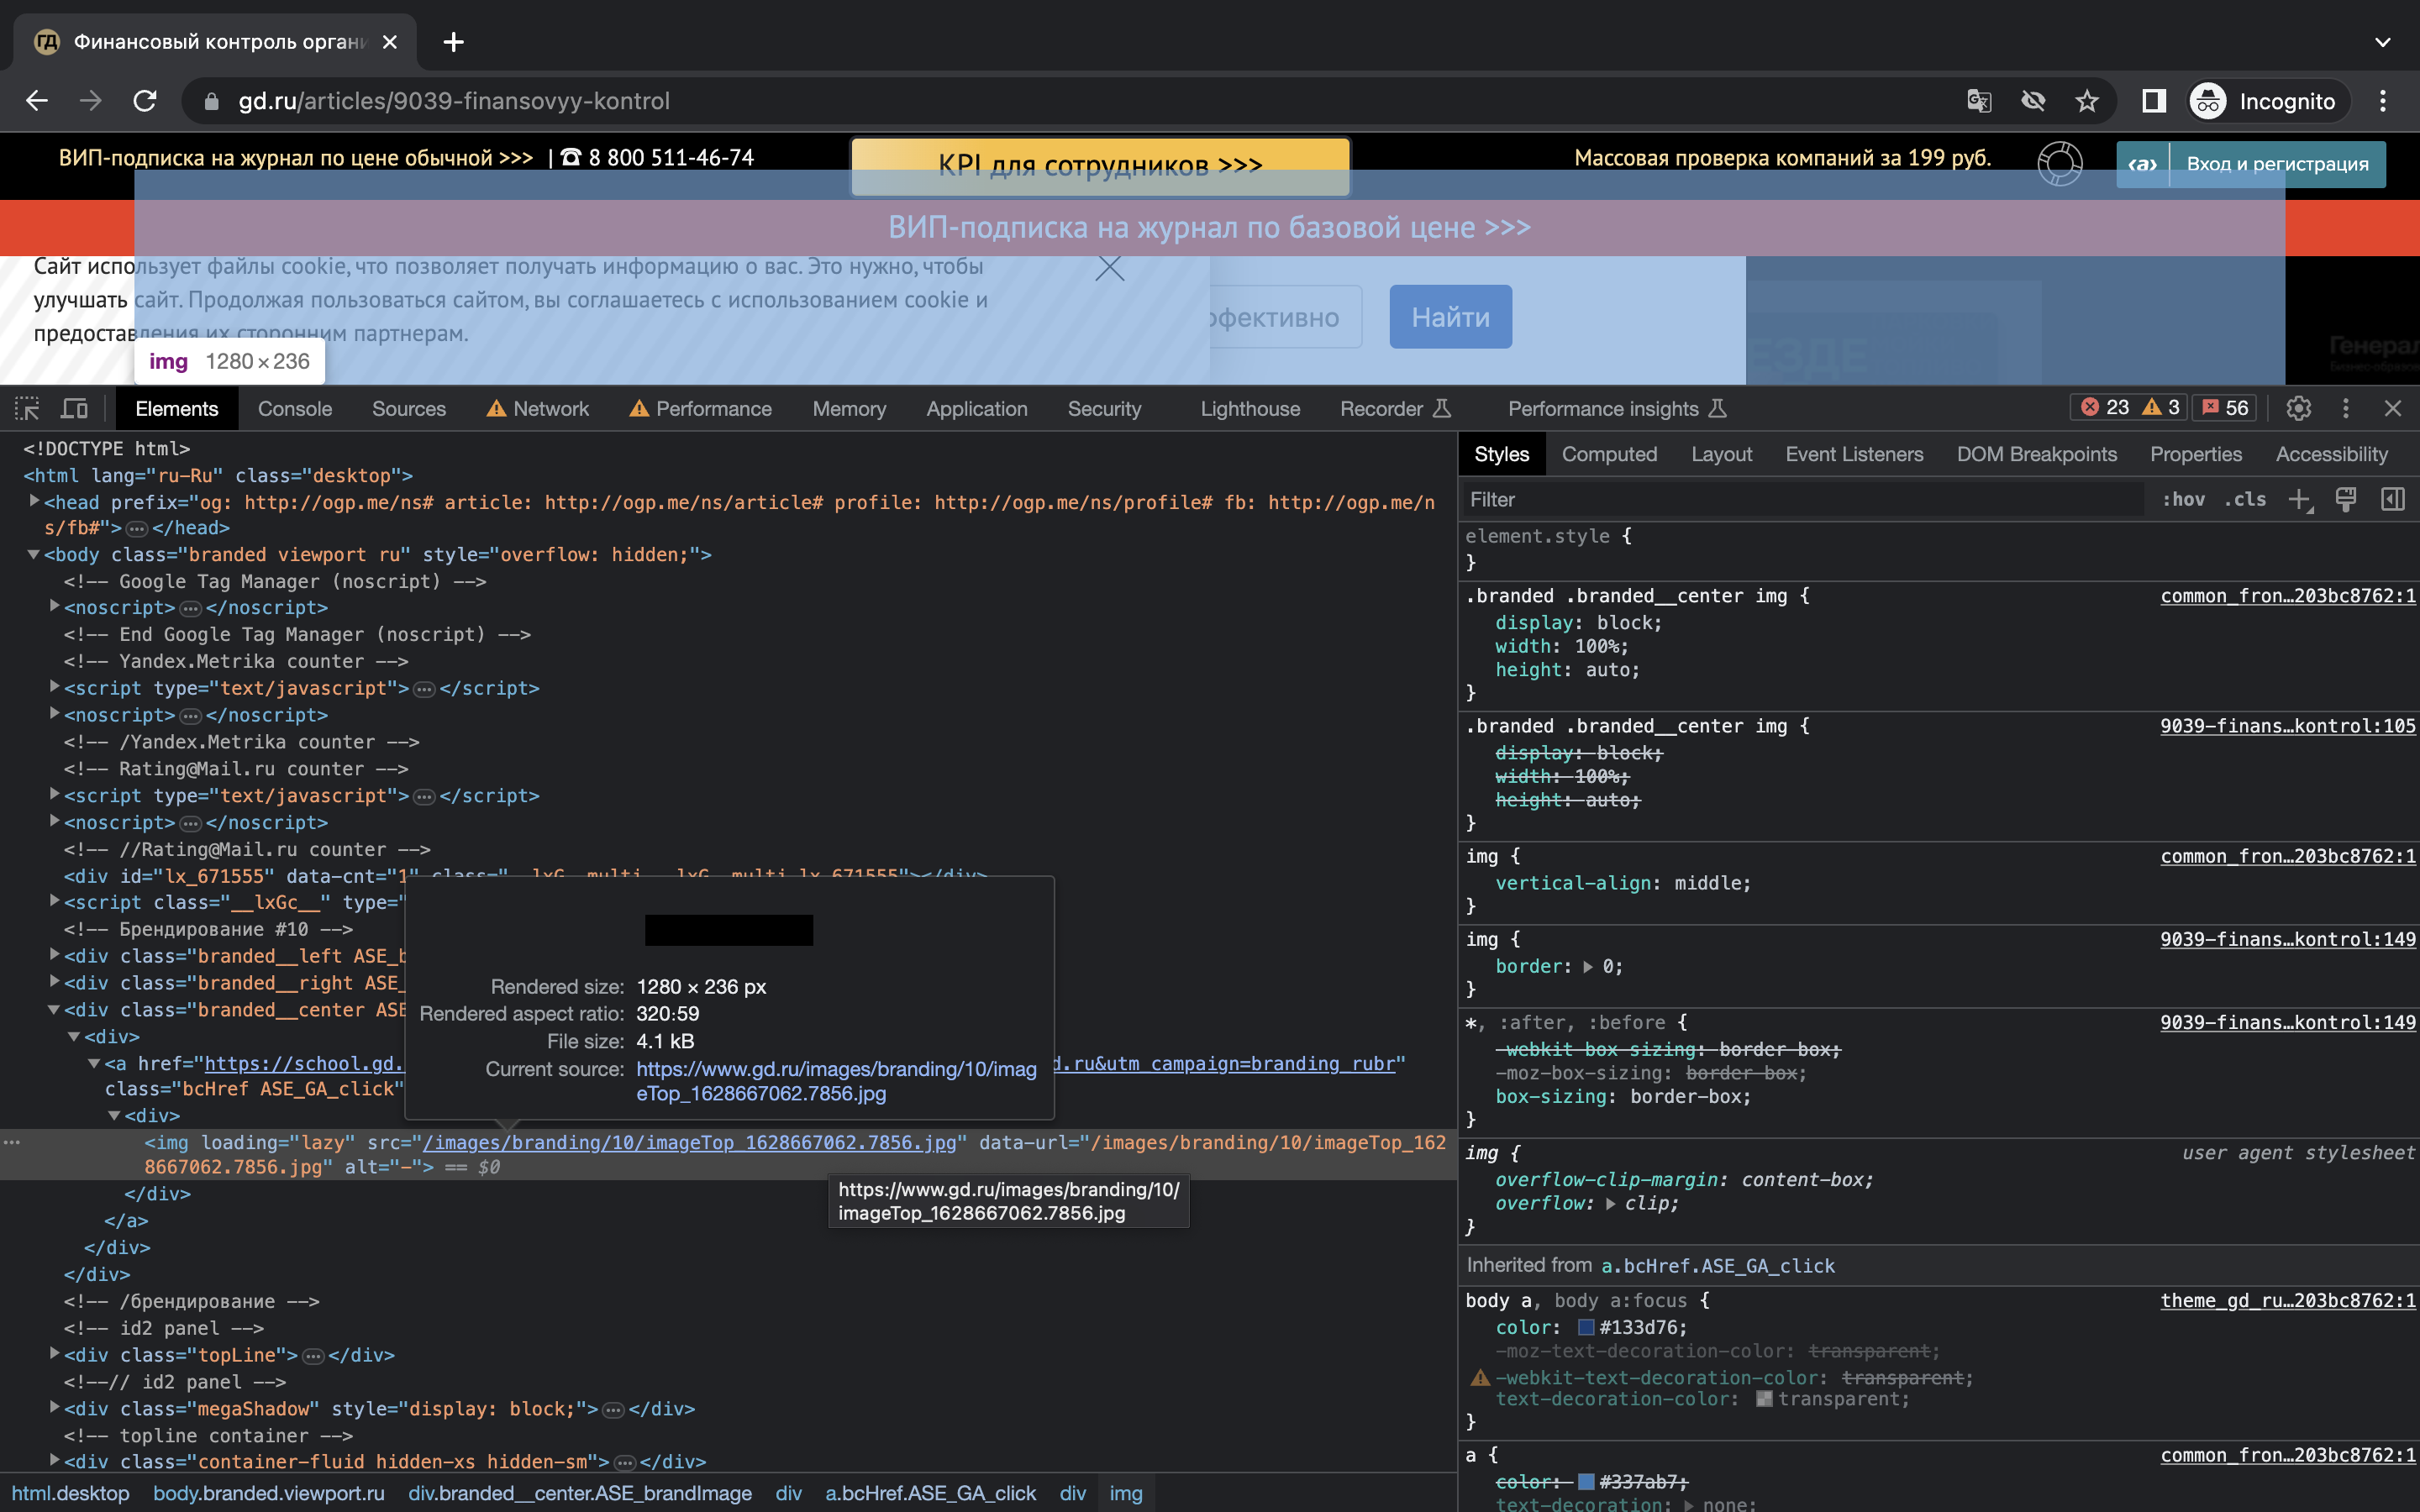 Финансовый контроль органи
gd.ru/articles/9039-finansovyy-kontrol
Incognito
ВИП-подписка на журнал по цене обычной >>> | ☎ 8 800 511-46-74
KPI для сотрудников >>>
Массовая проверка компаний за 199 руб.
Вход и регистрация
ВИП-подписка на журнал по базовой цене >>>
Сайт использует файлы cookie, что позволяет получать информацию о вас. Это нужно, чтобы
улучшать сайт. Продолжая пользоваться сайтом, вы соглашаетесь с использованием cookie и
предоставления их сторонним партнерам.
Найти
img 1280×236
Elements Console Sources Network Performance Memory Application Security Lighthouse Recorder Performance insights 23 3 56
<!DOCTYPE html>
<html lang="ru-Ru" class="desktop">
<head prefix="og: http://ogp.me/ns# article: http://ogp.me/ns/article# profile: http://ogp.me/ns/profile# fb: http://ogp.me/n
s/fb#">…</head>
<body class="branded viewport ru" style="overflow: hidden;">
<!-- Google Tag Manager (noscript) -->
<noscript>…</noscript>
<!-- End Google Tag Manager (noscript) -->
<!-- Yandex.Metrika counter -->
<script type="text/javascript">…</script>
<noscript>…</noscript>
<!-- /Yandex.Metrika counter -->
<!-- Rating@Mail.ru counter -->
<script type="text/javascript">…</script>
<noscript>…</noscript>
<!-- //Rating@Mail.ru counter -->
<div id="lx_671555" data-cnt="1" class="__lxG__multi __lxG__multi_lx_671555"></div>
<script class="__lxGc__" type="
<!-- Брендирование #10 -->
<div class="branded__left ASE_b
<div class="branded__right ASE_
<div class="branded__center ASE
<div>
<a href="https://school.gd. d.ru&utm_campaign=branding_rubr"
class="bcHref ASE_GA_click"
<div>
Rendered size: 1280 × 236 px
Rendered aspect ratio: 320:59
File size: 4.1 kB
Current source: https://www.gd.ru/images/branding/10/imag
eTop_1628667062.7856.jpg
<img loading="lazy" src="/images/branding/10/imageTop_1628667062.7856.jpg" data-url="/images/branding/10/imageTop_162
8667062.7856.jpg" alt="-"> == $0
https://www.gd.ru/images/branding/10/
imageTop_1628667062.7856.jpg
</div>
</a>
</div>
</div>
<!-- /брендирование -->
<!-- id2 panel -->
<div class="topLine">…</div>
<!--// id2 panel -->
<div class="megaShadow" style="display: block;">…</div>
<!-- topline container -->
<div class="container-fluid hidden-xs hidden-sm">…</div>
html.desktop body.branded.viewport.ru div.branded__center.ASE_brandImage div a.bcHref.ASE_GA_click div img
Styles Computed Layout Event Listeners DOM Breakpoints Properties Accessibility
Filter :hov .cls
element.style {
}
.branded .branded__center img { common_fron…203bc8762:1
display: block;
width: 100%;
height: auto;
}
.branded .branded__center img { 9039-finans…kontrol:105
display: block;
width: 100%;
height: auto;
}
img { common_fron…203bc8762:1
vertical-align: middle;
}
img { 9039-finans…kontrol:149
border: 0;
}
*, :after, :before { 9039-finans…kontrol:149
-webkit-box-sizing: border-box;
-moz-box-sizing: border-box;
box-sizing: border-box;
}
img { user agent stylesheet
overflow-clip-margin: content-box;
overflow: clip;
}
Inherited from a.bcHref.ASE_GA_click
body a, body a:focus { theme_gd_ru…203bc8762:1
color: #133d76;
-moz-text-decoration-color: transparent;
-webkit-text-decoration-color: transparent;
text-decoration-color: transparent;
}
a { common_fron…203bc8762:1
color: #337ab7;
text-decoration: none;